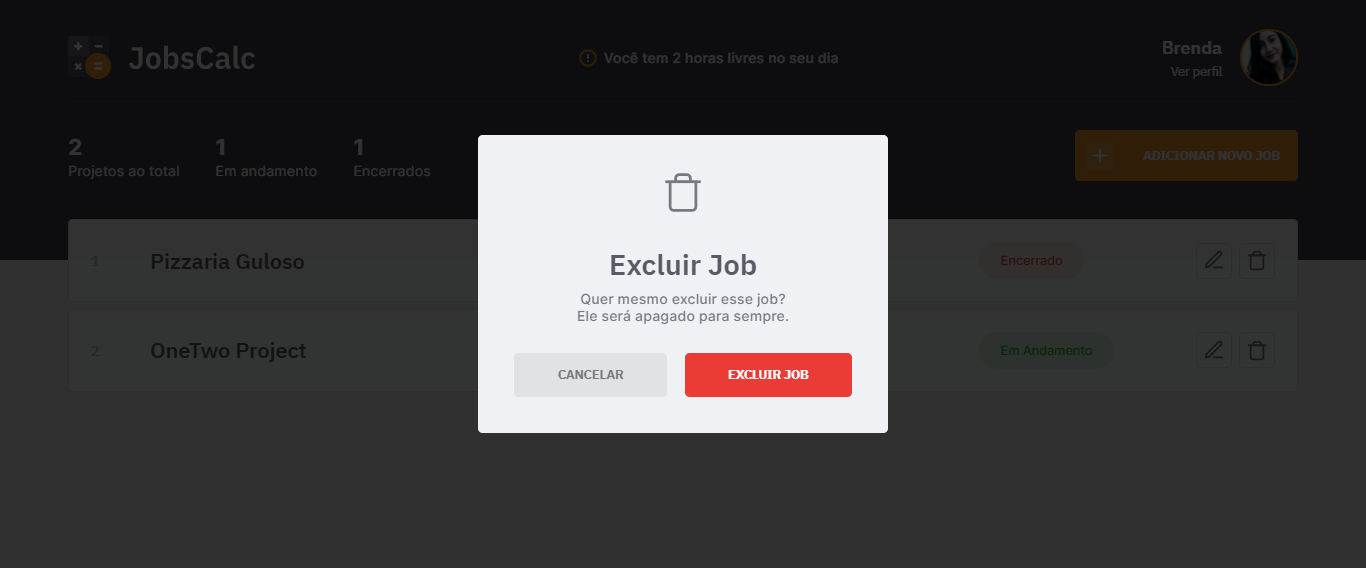 JobsCalc
Você tem 2 horas livres no seu dia
Brenda
Ver perfil
2
Projetos ao total
1
Em andamento
1
Encerrados
ADICIONAR NOVO JOB
1
Pizzaria Guloso
Encerrado
2
OneTwo Project
Em Andamento
Excluir Job
Quer mesmo excluir esse job?
Ele será apagado para sempre.
CANCELAR
EXCLUIR JOB